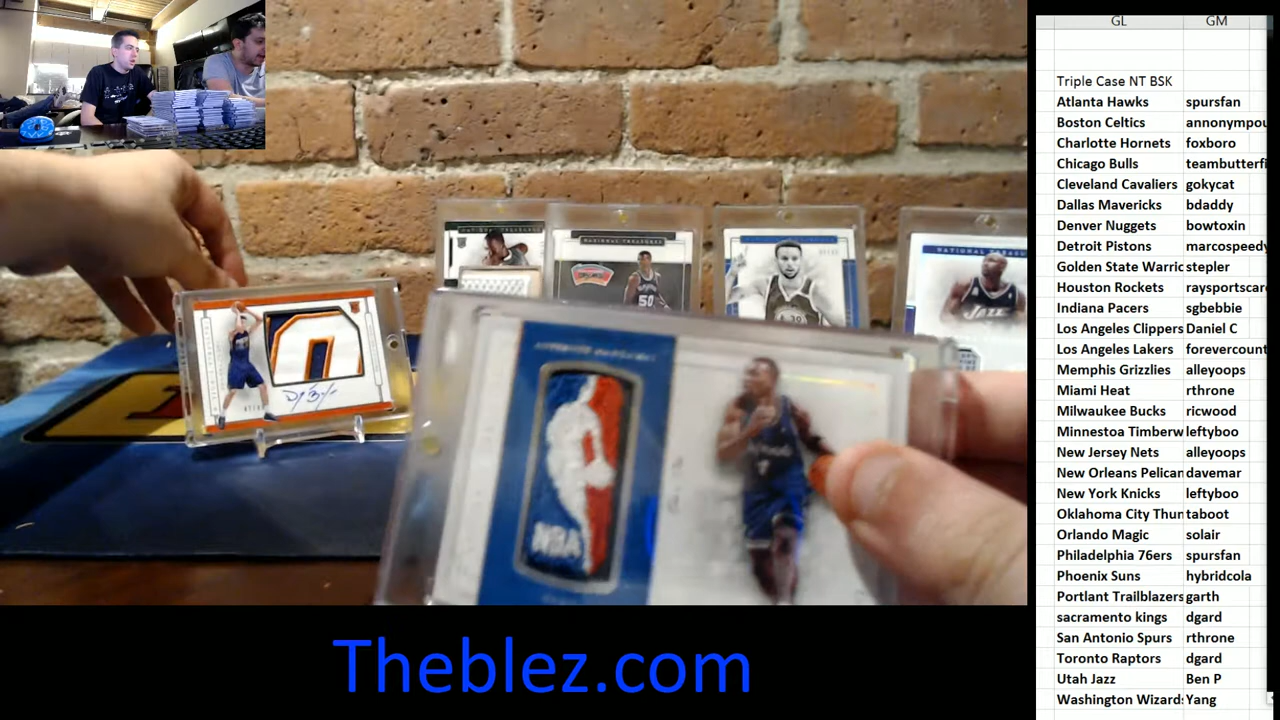 GL GM
Triple Case NT BSK
Atlanta Hawks spursfan
Boston Celtics annonympou
Charlotte Hornets foxboro
Chicago Bulls teambutterfi
Cleveland Cavaliers gokycat
Dallas Mavericks bdaddy
Denver Nuggets bowtoxin
Detroit Pistons marcospeedy
Golden State Warric stepler
Houston Rockets raysportscar
Indiana Pacers sgbebbie
Los Angeles Clippers Daniel C
Los Angeles Lakers forevercount
Memphis Grizzlies alleyoops
Miami Heat rthrone
Milwaukee Bucks ricwood
Minnestoa Timberw leftyboo
New Jersey Nets alleyoops
New Orleans Pelican davemar
New York Knicks leftyboo
Oklahoma City Thun taboot
Orlando Magic solair
Philadelphia 76ers spursfan
Phoenix Suns hybridcola
Portlant Trailblazers garth
sacramento kings dgard
San Antonio Spurs rthrone
Toronto Raptors dgard
Utah Jazz Ben P
Washington Wizard Yang
NATIONAL TREASURES
50
30
JAZZ
NBA
Theblez.com